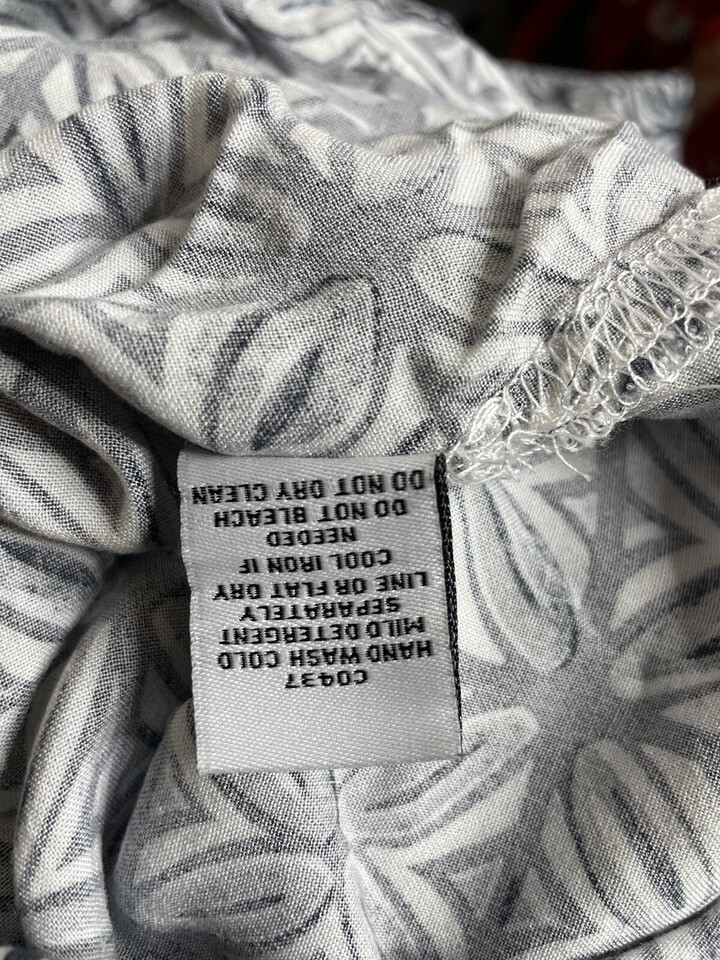 C0437
HAND WASH COLD
MILD DETERGENT
SEPARATELY
LINE OR FLAT DRY
COOL IRON IF
NEEDED
DO NOT BLEACH
DO NOT DRY CLEAN